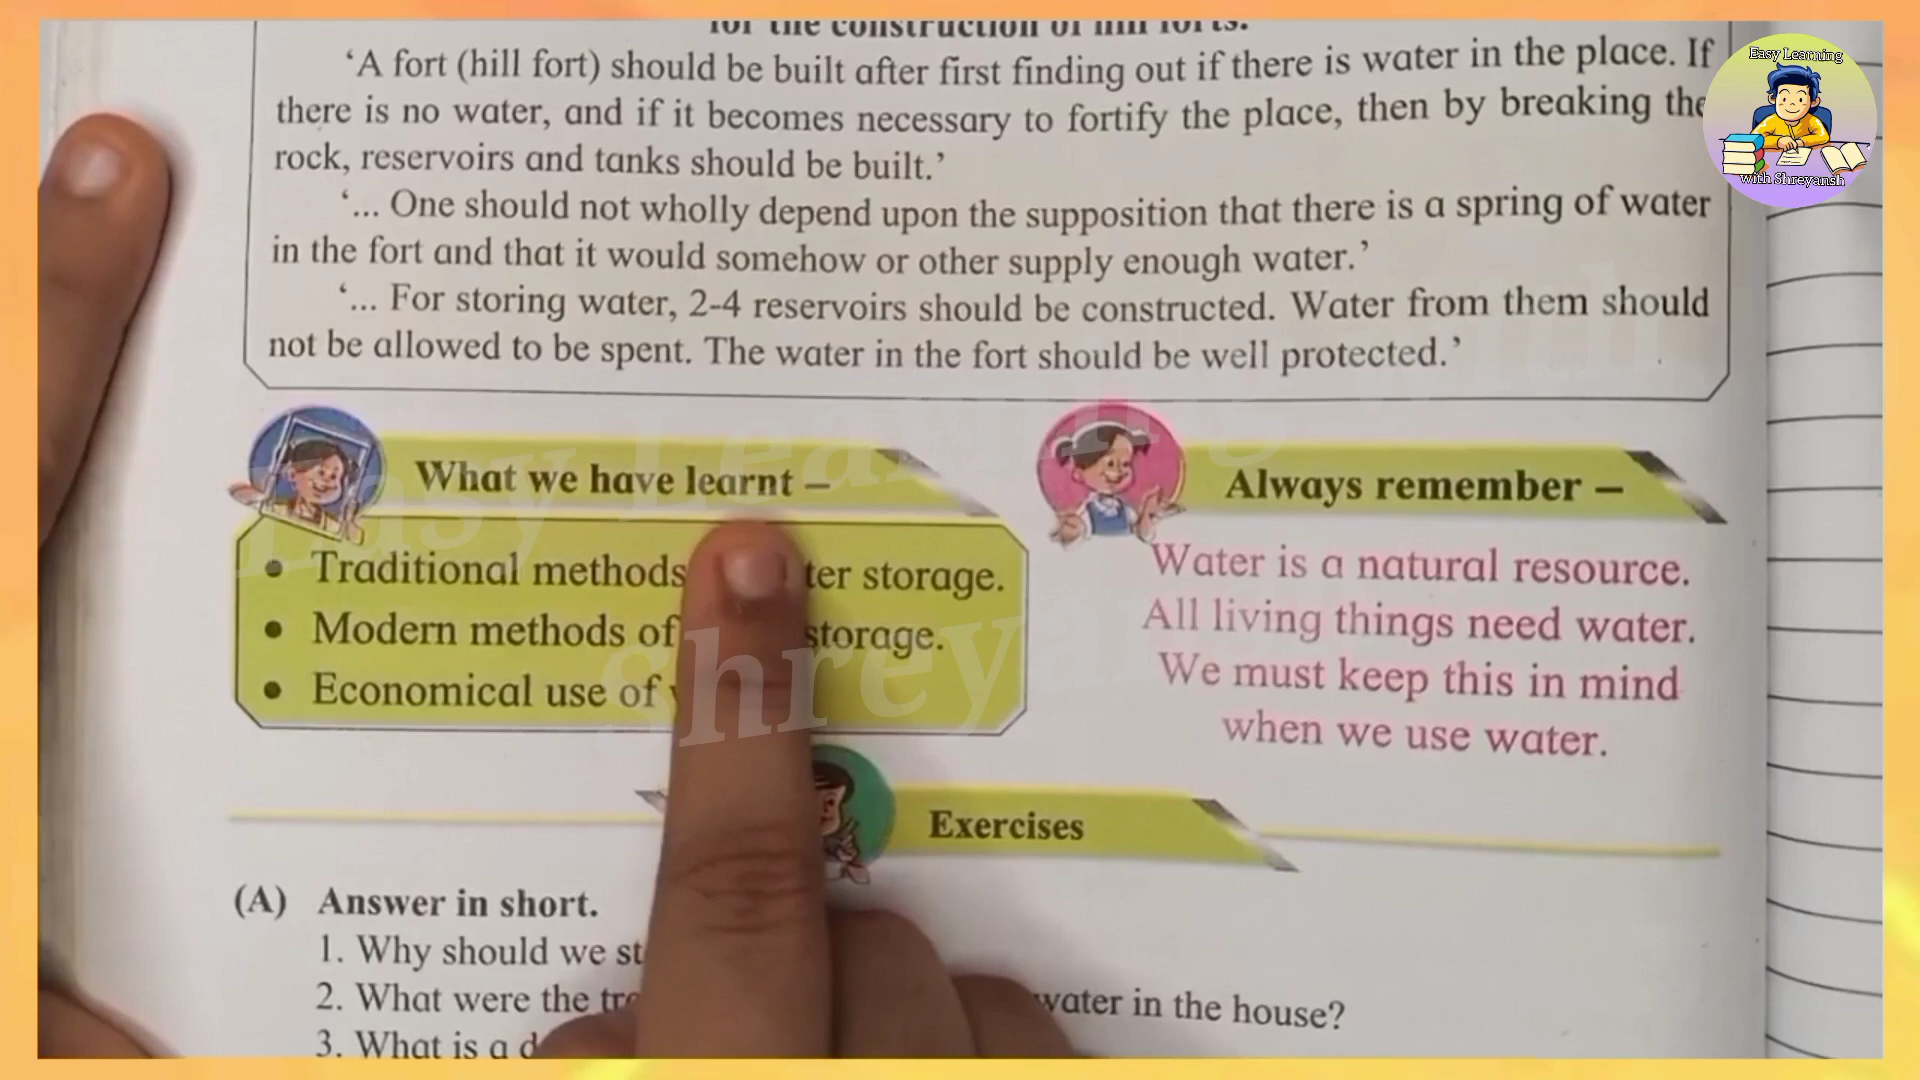 for the construction of hill forts.
‘A fort (hill fort) should be built after first finding out if there is water in the place. If
there is no water, and if it becomes necessary to fortify the place, then by breaking the
rock, reservoirs and tanks should be built.’
‘... One should not wholly depend upon the supposition that there is a spring of water
in the fort and that it would somehow or other supply enough water.’
‘... For storing water, 2-4 reservoirs should be constructed. Water from them should
not be allowed to be spent. The water in the fort should be well protected.’
What we have learnt –
• Traditional methods storage.
• Modern methods of storage.
• Economical use of
Always remember –
Water is a natural resource.
All living things need water.
We must keep this in mind
when we use water.
Exercises
(A) Answer in short.
1. Why should we
2. What were the water in the house?
3. What is a
Easy Learning
with Shreyansh
Easy Learning